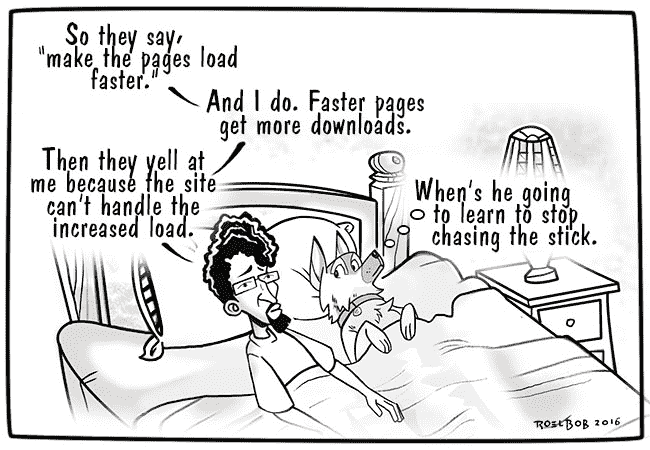 So they say,
"make the pages load
faster."
And I do. Faster pages
get more downloads.
Then they yell at
me because the site
can't handle the
increased load.
When's he going
to learn to stop
chasing the stick.
ROELBOB 2016